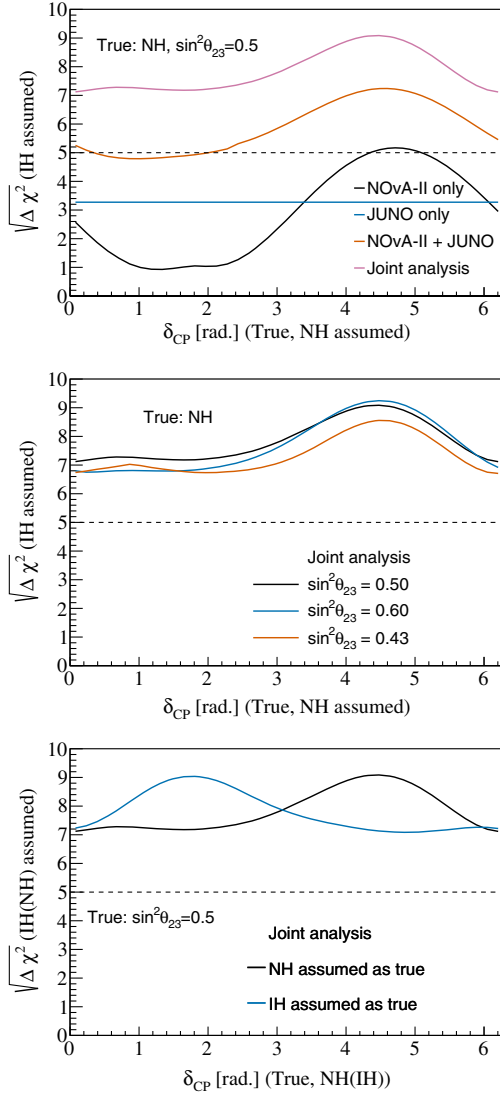 True: NH, sin²θ₂₃=0.5
10
9
8
7
6
5
4
3
2
1
0
√Δ χ² (IH assumed)
NOvA-II only
JUNO only
NOvA-II + JUNO
Joint analysis
0 1 2 3 4 5 6
δ_CP [rad.] (True, NH assumed)
True: NH
10
9
8
7
6
5
4
3
2
1
0
√Δ χ² (IH assumed)
Joint analysis
sin²θ₂₃ = 0.50
sin²θ₂₃ = 0.60
sin²θ₂₃ = 0.43
0 1 2 3 4 5 6
δ_CP [rad.] (True, NH assumed)
10
9
8
7
6
5
4
3
2
1
0
√Δ χ² (IH(NH) assumed)
True: sin²θ₂₃=0.5
Joint analysis
NH assumed as true
IH assumed as true
0 1 2 3 4 5 6
δ_CP [rad.] (True, NH(IH))